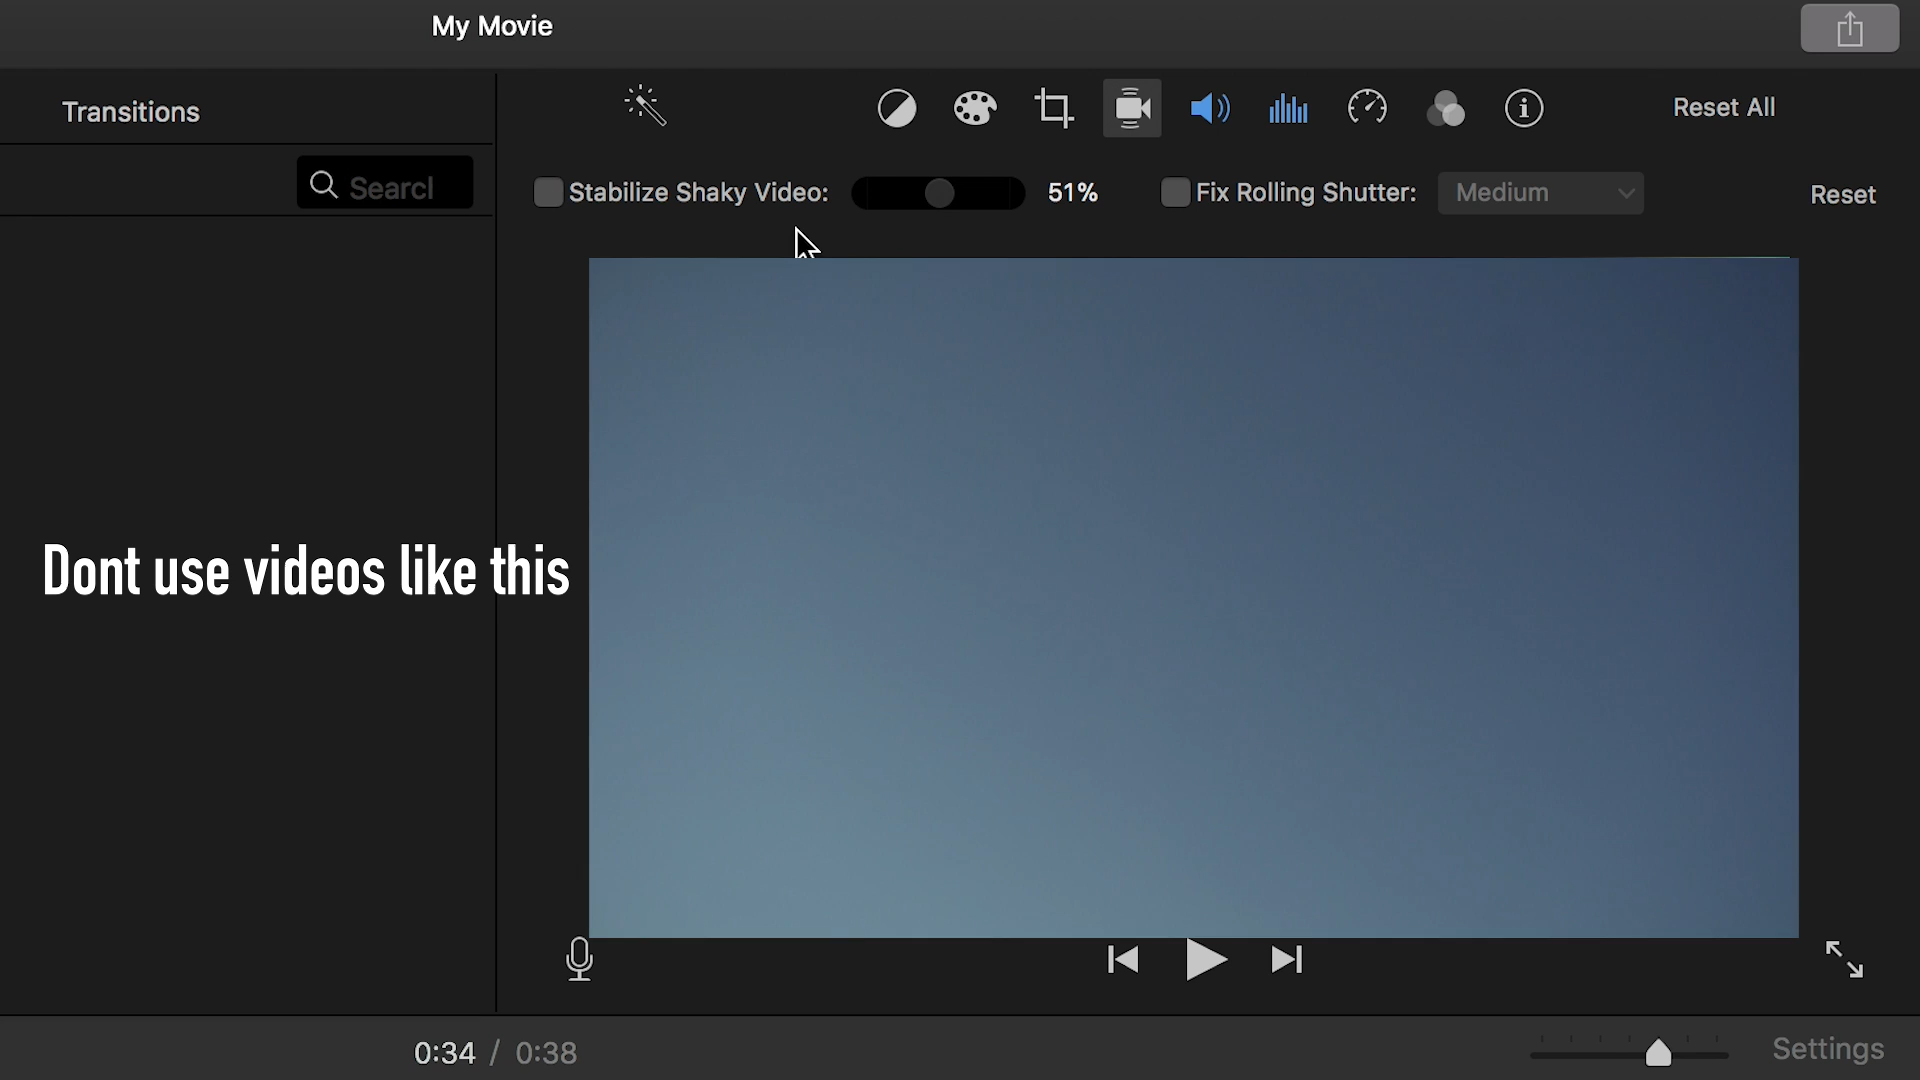 My Movie
Transitions
Reset All
Searcl
Stabilize Shaky Video:
51%
Fix Rolling Shutter:
Medium
Reset
Dont use videos like this
0:34 / 0:38
Settings